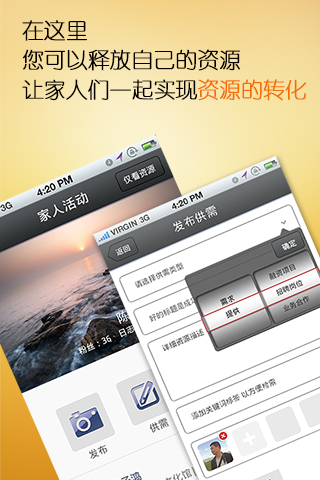 在这里
您可以释放自己的资源
让家人们一起实现资源的转化
3G
4:20 PM
家人活动
仅看资源
陈
粉丝：36
日志
发布
供需
VIRGIN 3G
4:20 PM
返回
发布供需
请选择供需类型
确定
需求
提供
融资项目
招聘岗位
业务合作
好的标题是成
详细资源描述
添加关键词标签 以方便检索